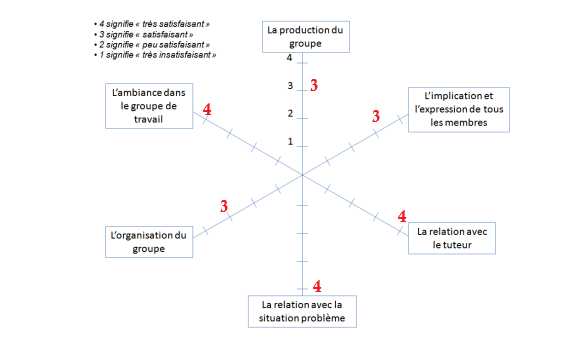 • 4 signifie « très satisfaisant »
• 3 signifie « satisfaisant »
• 2 signifie « peu satisfaisant »
• 1 signifie « très insatisfaisant »
La production du
groupe
4
3
3
2
1
L’ambiance dans
le groupe de
travail
4
L’implication et
l’expression de tous
les membres
3
L’organisation du
groupe
3
La relation avec
le tuteur
4
4
La relation avec la
situation problème